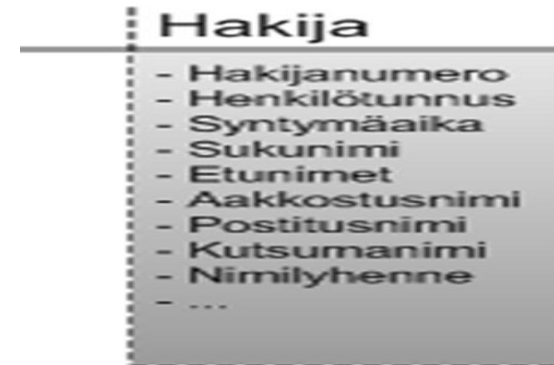 Hakija
- Hakijanumero
- Henkilötunnus
- Syntymäaika
- Sukunimi
- Etunimet
- Aakkostusnimi
- Postitusnimi
- Kutsumanimi
- Nimilyhenne
- ...